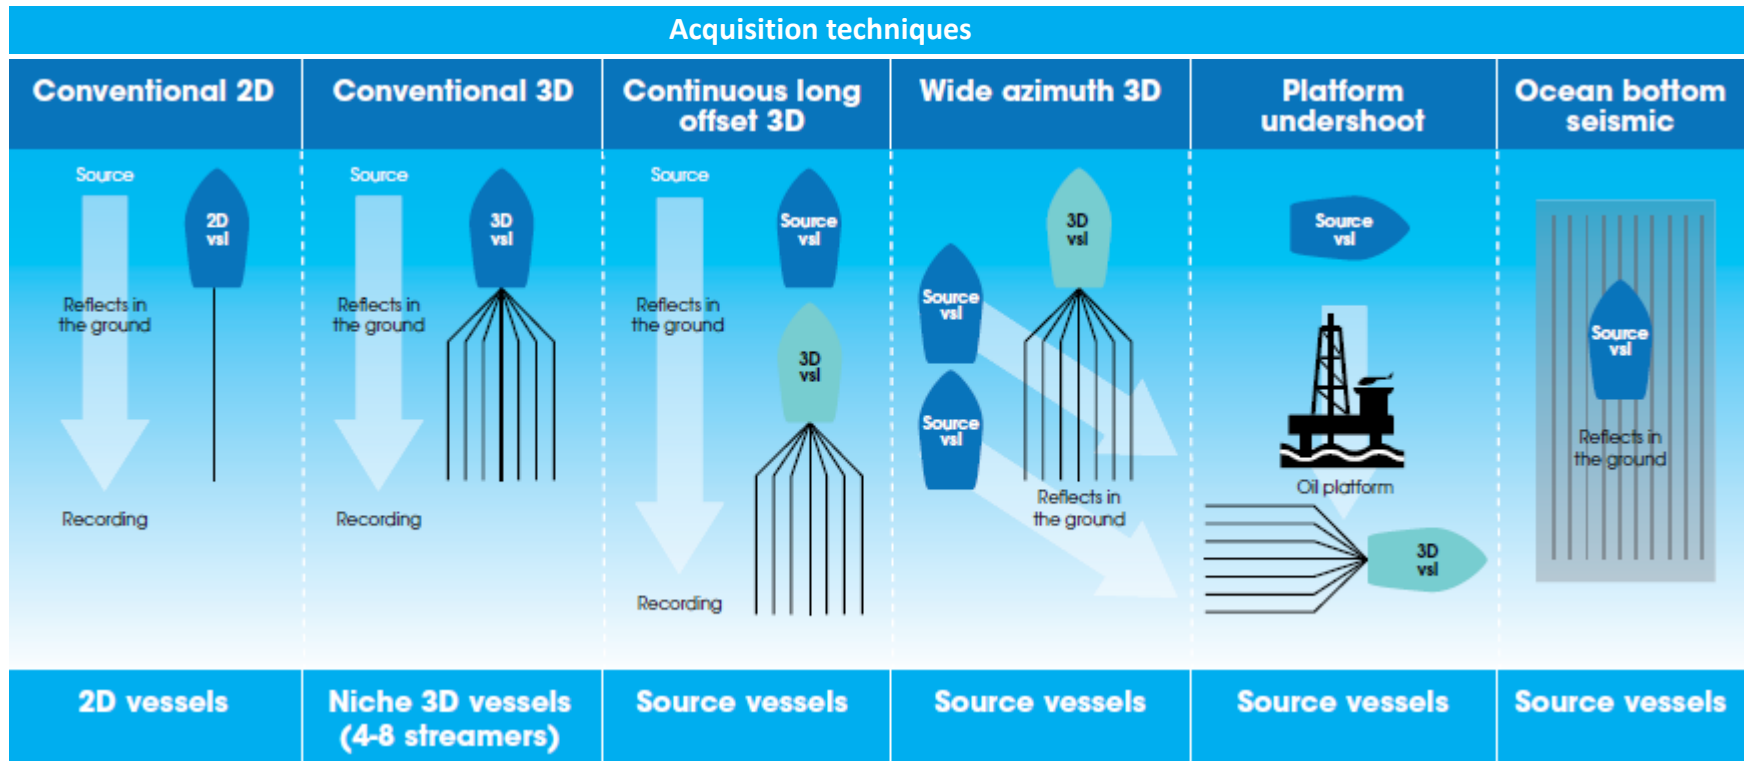 Acquisition techniques
Conventional 2D
Source
2D
vsl
Reflects in
the ground
Recording
2D vessels
Conventional 3D
Source
3D
vsl
Reflects in
the ground
Recording
Niche 3D vessels
(4-8 streamers)
Continuous long
offset 3D
Source
Source
vsl
Reflects in
the ground
3D
vsl
Recording
Source vessels
Wide azimuth 3D
3D
vsl
Source
vsl
Source
vsl
Reflects in
the ground
Source vessels
Platform
undershoot
Source
vsl
Oil platform
3D
vsl
Source vessels
Ocean bottom
seismic
Source
vsl
Reflects in
the ground
Source vessels